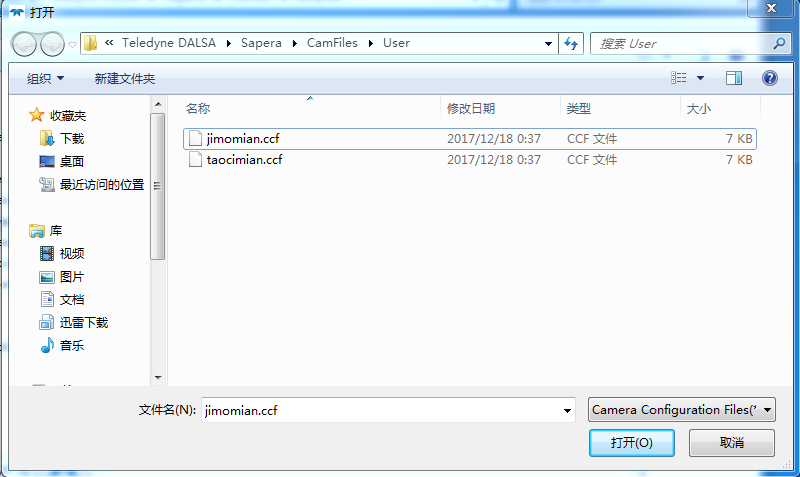 打开
« Teledyne DALSA Sapera CamFiles User
搜索 User
组织 新建文件夹
名称 修改日期 类型 大小
jimomian.ccf 2017/12/18 0:37 CCF 文件 7 KB
taocimian.ccf 2017/12/18 0:37 CCF 文件 7 KB
收藏夹
下载
桌面
最近访问的位置
库
视频
图片
文档
迅雷下载
音乐
文件名(N): jimomian.ccf
Camera Configuration Files(*
打开(O) 取消